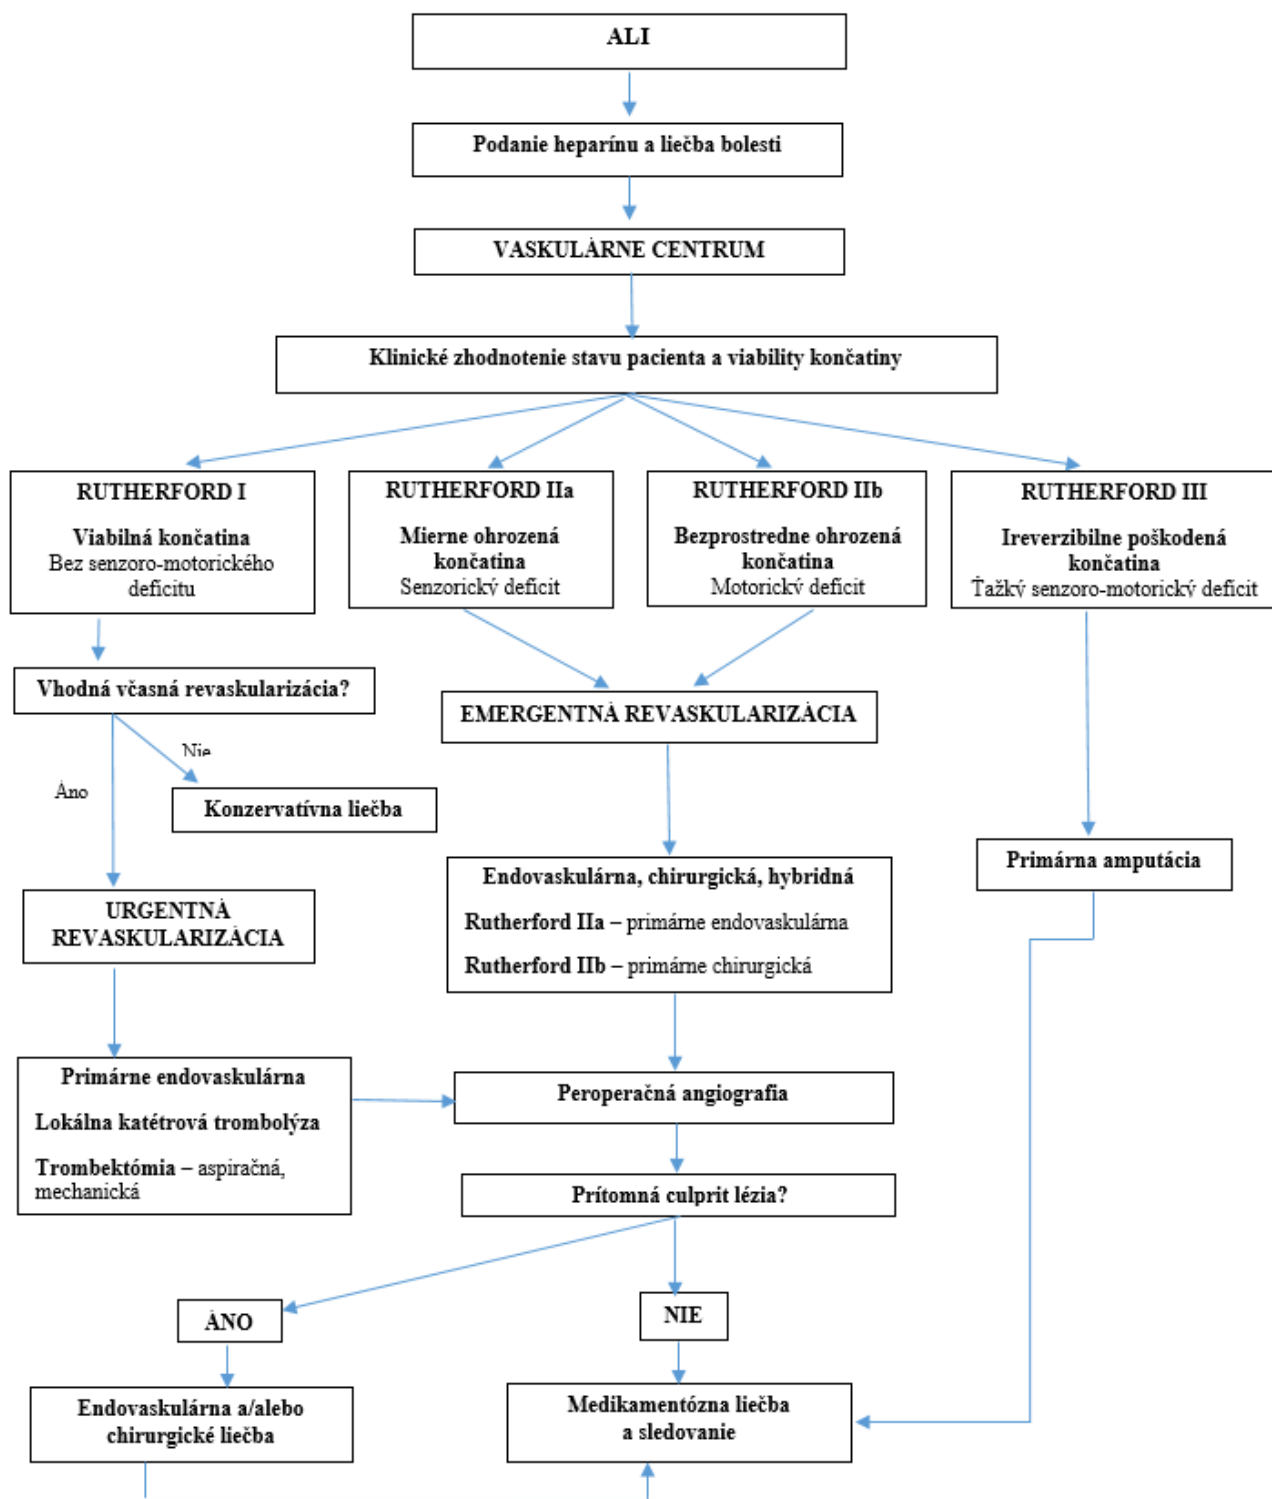 ALI
Podanie heparínu a liečba bolesti
VASKULÁRNE CENTRUM
Klinické zhodnotenie stavu pacienta a viability končatiny
RUTHERFORD I
Viabilná končatina
Bez senzoro-motorického
deficitu
RUTHERFORD IIa
Mierne ohrozená
končatina
Senzorický deficit
RUTHERFORD IIb
Bezprostredne ohrozená
končatina
Motorický deficit
RUTHERFORD III
Ireverzibilne poškodená
končatina
Ťažký senzoro-motorický deficit
Vhodná včasná revaskularizácia?
EMERGENTNÁ REVASKULARIZÁCIA
Nie
Áno
Konzervatívna liečba
Primárna amputácia
Endovaskulárna, chirurgická, hybridná
Rutherford IIa – primárne endovaskulárna
Rutherford IIb – primárne chirurgická
URGENTNÁ
REVASKULARIZÁCIA
Primárne endovaskulárna
Lokálna katétrová trombolýza
Trombektómia – aspiračná,
mechanická
Peroperačná angiografia
Prítomná culprit lézia?
ÁNO
NIE
Endovaskulárna a/alebo
chirurgické liečba
Medikamentózna liečba
a sledovanie